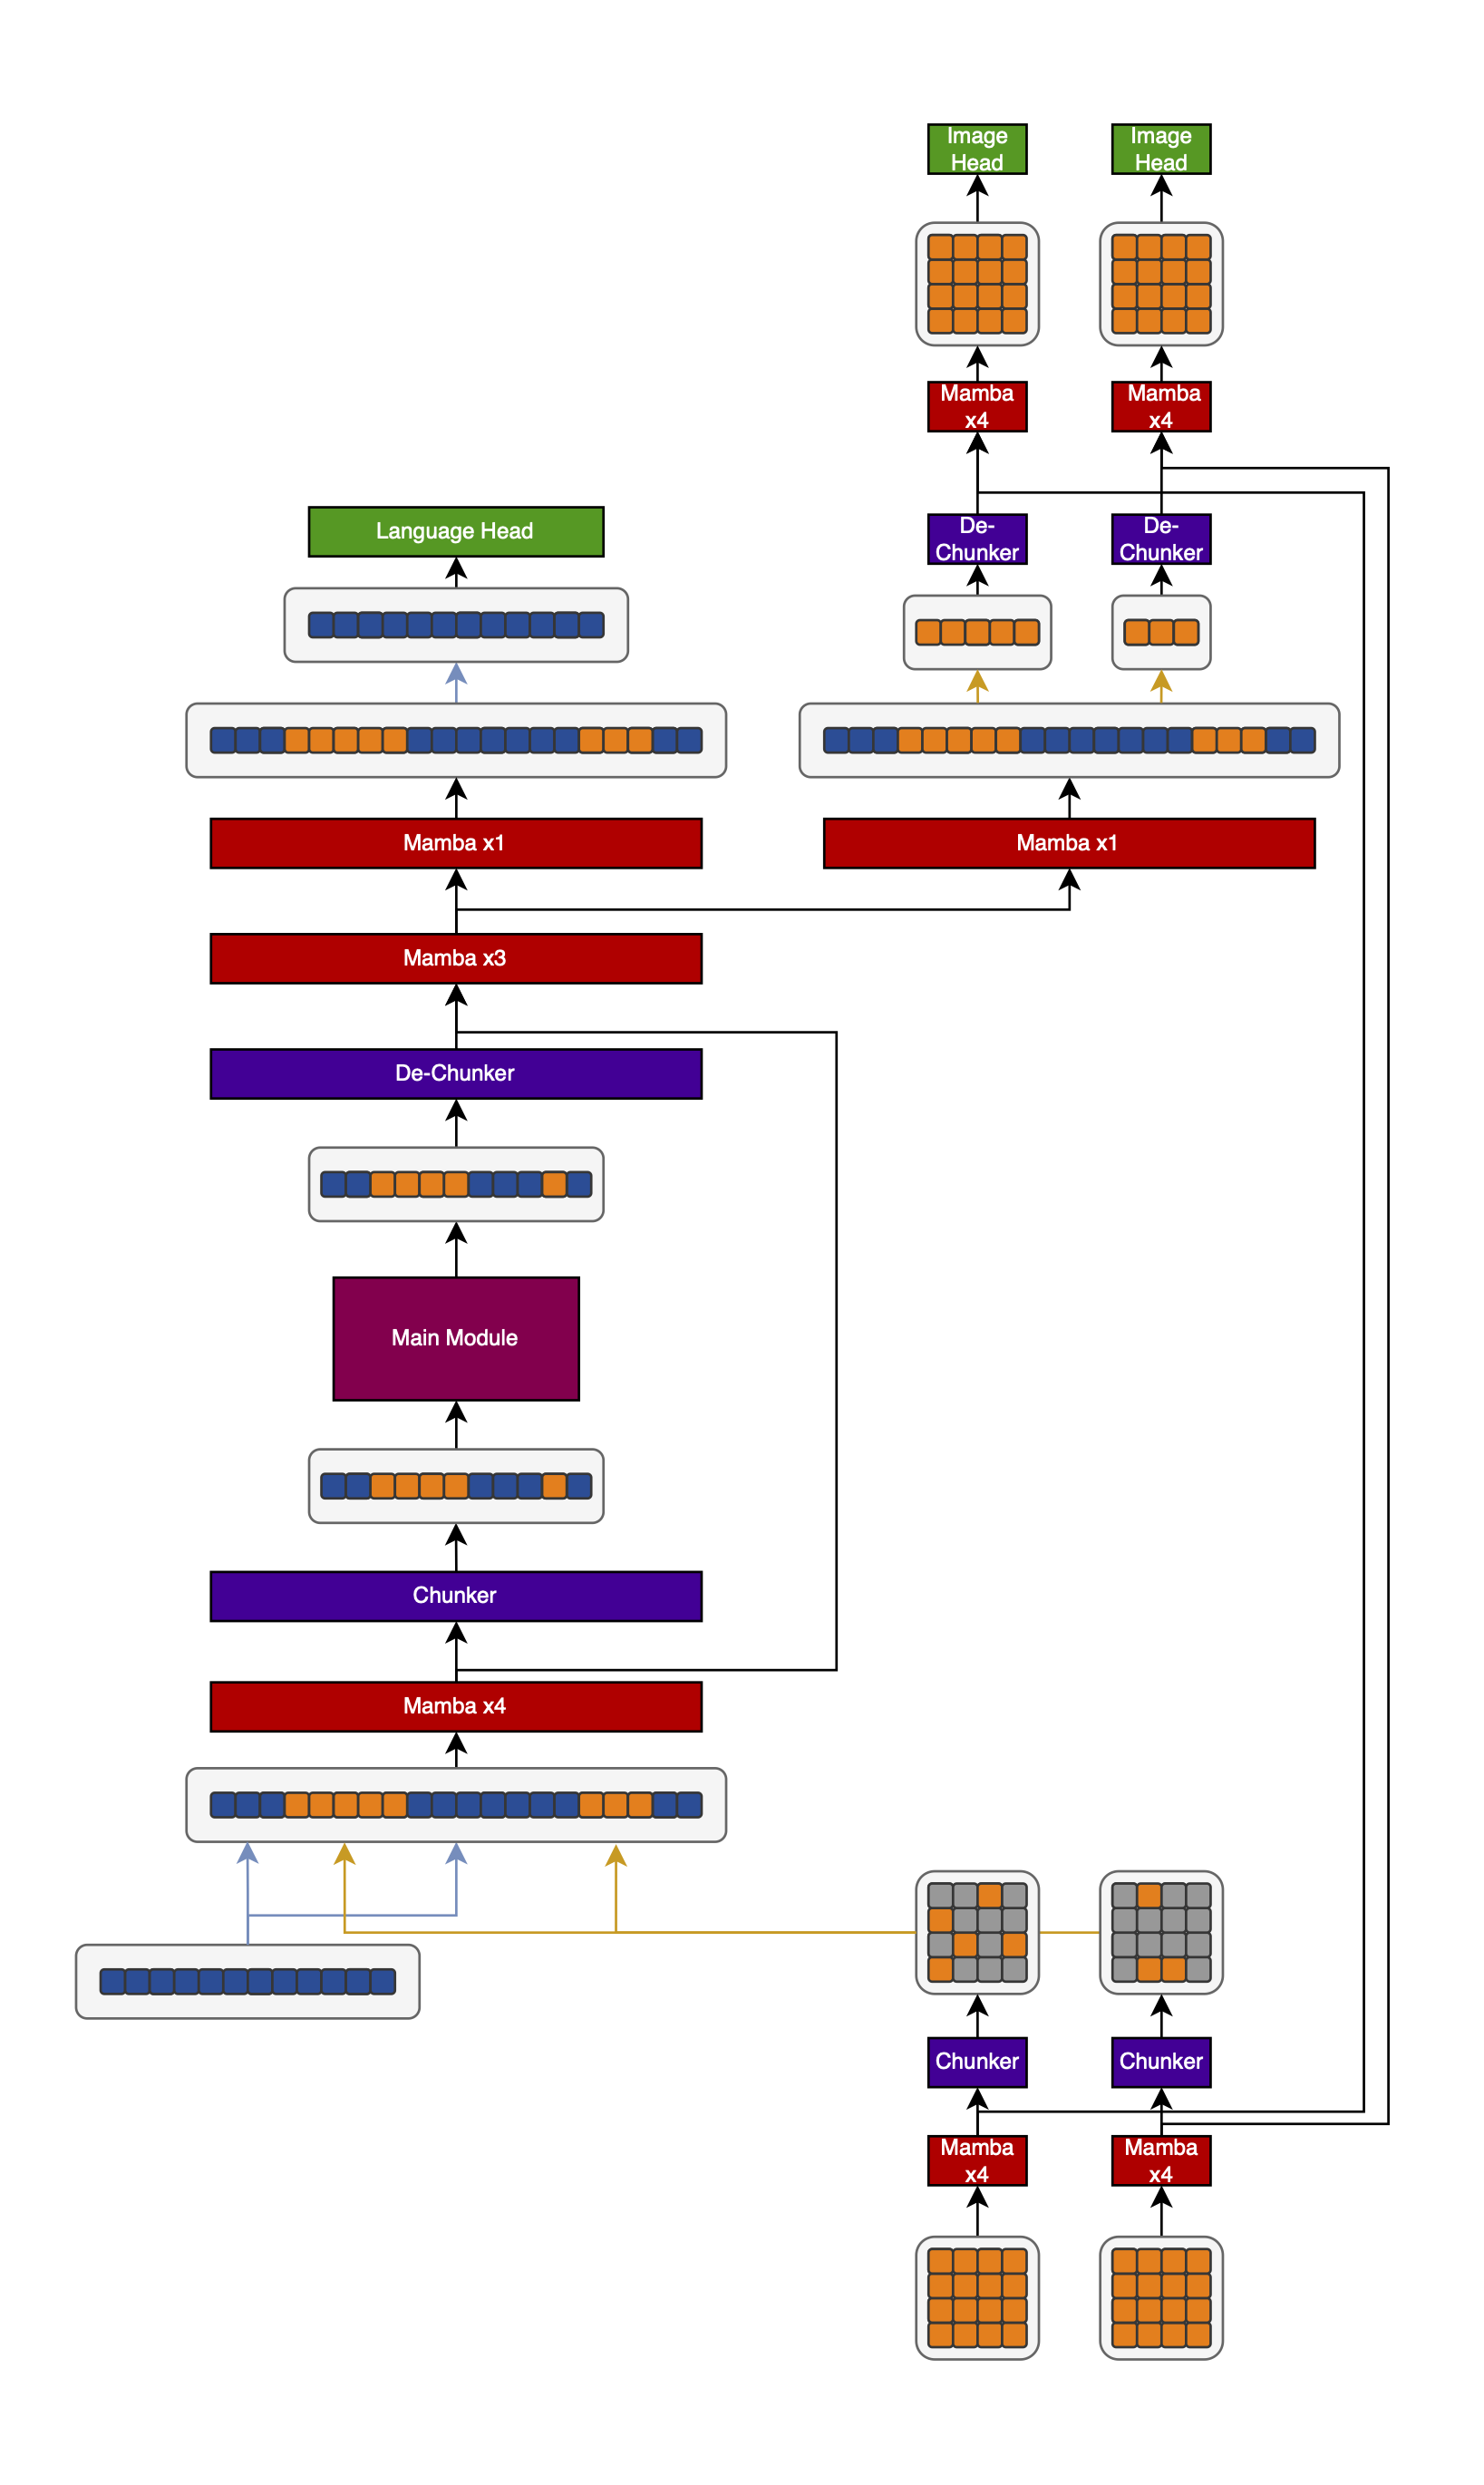 Image
Head
Image
Head
Mamba
x4
Mamba
x4
Language Head
De-
Chunker
De-
Chunker
Mamba x1
Mamba x1
Mamba x3
De-Chunker
Main Module
Chunker
Mamba x4
Chunker
Chunker
Mamba
x4
Mamba
x4